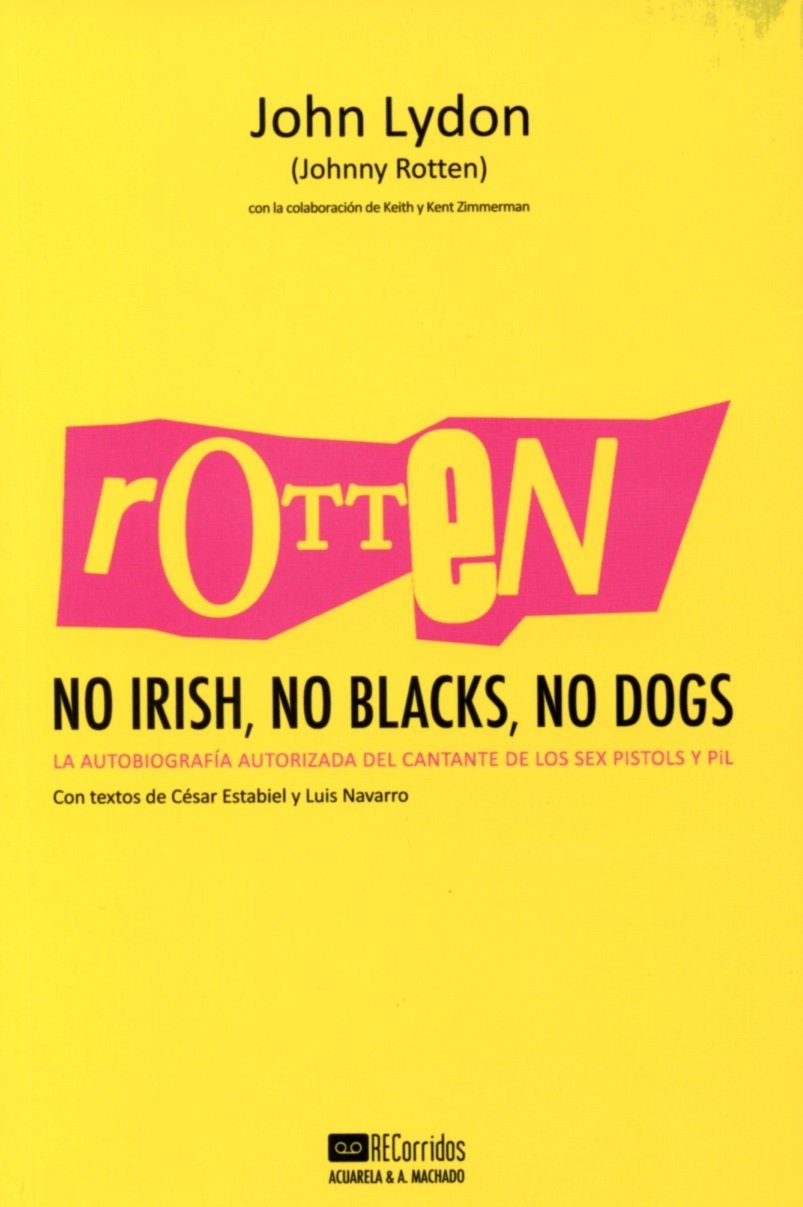 John Lydon
(Johnny Rotten)
con la colaboración de Keith y Kent Zimmerman
rOTTeN
NO IRISH, NO BLACKS, NO DOGS
LA AUTOBIOGRAFÍA AUTORIZADA DEL CANTANTE DE LOS SEX PISTOLS Y PiL
Con textos de César Estabiel y Luis Navarro
RECorridos
ACUARELA & A. MACHADO